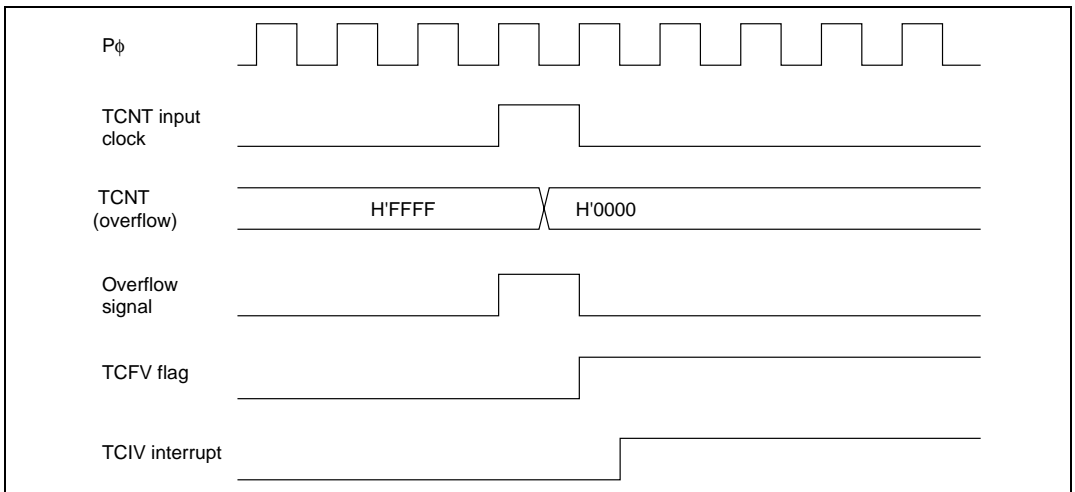 Pϕ
TCNT input
clock
TCNT
(overflow)
H'FFFF
H'0000
Overflow
signal
TCFV flag
TCIV interrupt